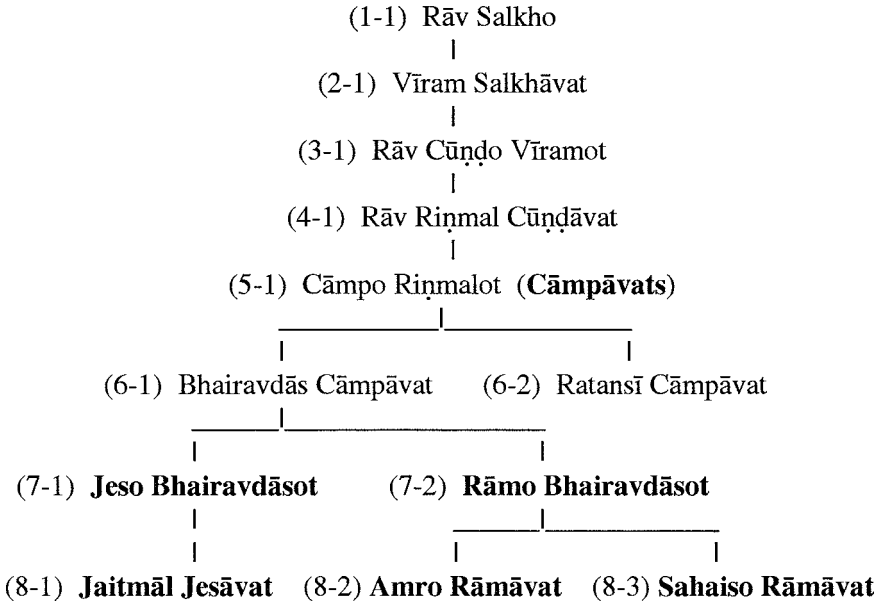 (1-1) Rāv Salkho
(2-1) Vīram Salkhāvat
(3-1) Rāv Cūṇḍo Vīramot
(4-1) Rāv Riṇmal Cūṇḍāvat
(5-1) Cāmpo Riṇmalot (Cāmpāvats)
(6-1) Bhairavdās Cāmpāvat (6-2) Ratansī Cāmpāvat
(7-1) Jeso Bhairavdāsot (7-2) Rāmo Bhairavdāsot
(8-1) Jaitmāl Jesāvat (8-2) Amro Rāmāvat (8-3) Sahaiso Rāmāvat